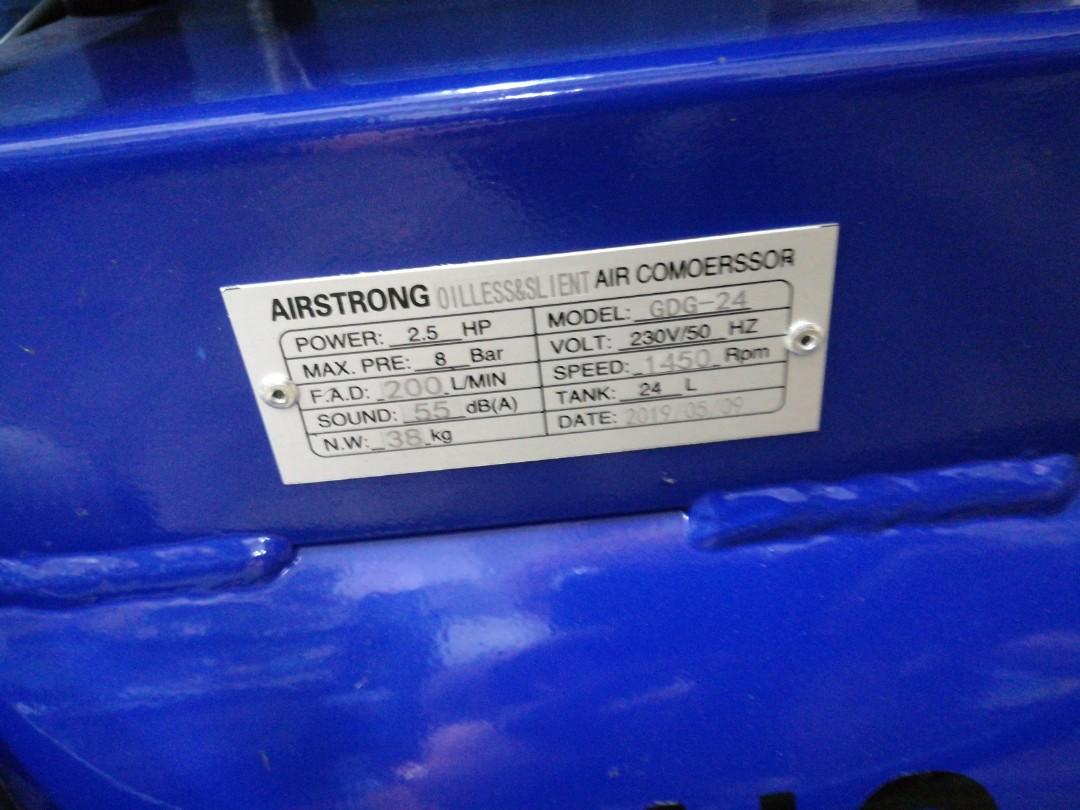 AIRSTRONG OILLESS&SLIENT AIR COMOERSSOR
POWER: 2.5 HP MODEL: GDG-24
MAX. PRE: 8 Bar VOLT: 230V/50 HZ
F.A.D: 200 L/MIN SPEED: 1450 Rpm
SOUND: 55 dB(A) TANK: 24 L
N.W: 38 kg DATE: 2019/05/09